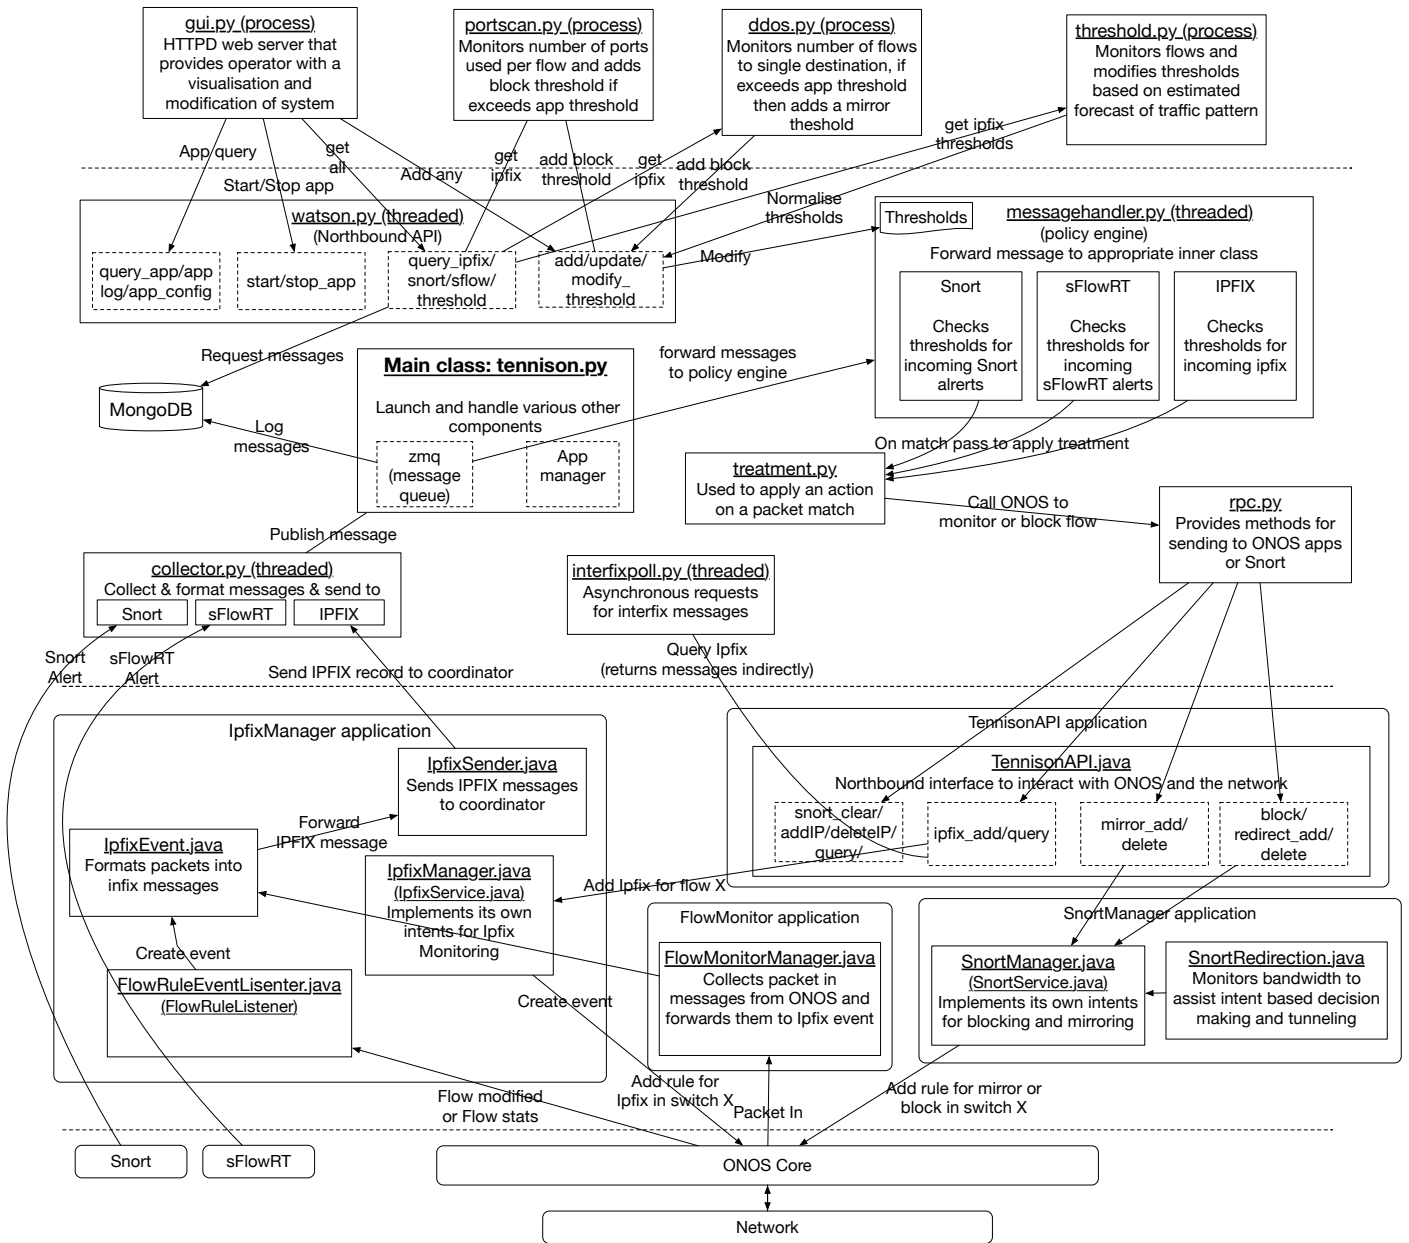 gui.py (process)
HTTPD web server that
provides operator with a
visualisation and
modification of system
portscan.py (process)
Monitors number of ports
used per flow and adds
block threshold if
exceeds app threshold
ddos.py (process)
Monitors number of flows
to single destination, if
exceeds app threshold
then adds a mirror
theshold
threshold.py (process)
Monitors flows and
modifies thresholds
based on estimated
forecast of traffic pattern
App query
Start/Stop app
get
all
Add any
get
ipfix
add block
threshold
get
ipfix
add block
threshold
get ipfix
thresholds
Normalise
thresholds
watson.py (threaded)
(Northbound API)
query_app/app
log/app_config
start/stop_app
query_ipfix/
snort/sflow/
threshold
add/update/
modify_
threshold
Modify
Thresholds
messagehandler.py (threaded)
(policy engine)
Forward message to appropriate inner class
Snort
Checks
thresholds for
incoming Snort
alrerts
sFlowRT
Checks
thresholds for
incoming
sFlowRT alerts
IPFIX
Checks
thresholds for
incoming ipfix
Request messages
MongoDB
Log
messages
Main class: tennison.py
Launch and handle various other
components
zmq
(message
queue)
App
manager
forward messages
to policy engine
On match pass to apply treatment
treatment.py
Used to apply an action
on a packet match
Call ONOS to
monitor or block flow
rpc.py
Provides methods for
sending to ONOS apps
or Snort
Publish message
collector.py (threaded)
Collect & format messages & send to
Snort
sFlowRT
IPFIX
interfixpoll.py (threaded)
Asynchronous requests
for interfix messages
Snort
Alert
sFlowRT
Alert
Send IPFIX record to coordinator
Query Ipfix
(returns messages indirectly)
IpfixManager application
IpfixSender.java
Sends IPFIX messages
to coordinator
Forward
IPFIX message
IpfixEvent.java
Formats packets into
infix messages
IpfixManager.java
(IpfixService.java)
Implements its own
intents for Ipfix
Monitoring
Create event
FlowRuleEventLisenter.java
(FlowRuleListener)
TennisonAPI application
TennisonAPI.java
Northbound interface to interact with ONOS and the network
snort_clear/
addIP/deleteIP/
query/
ipfix_add/query
mirror_add/
delete
block/
redirect_add/
delete
Add Ipfix for flow X
FlowMonitor application
FlowMonitorManager.java
Collects packet in
messages from ONOS and
forwards them to Ipfix event
Create event
SnortManager application
SnortManager.java
(SnortService.java)
Implements its own intents
for blocking and mirroring
SnortRedirection.java
Monitors bandwidth to
assist intent based decision
making and tunneling
Flow modified
or Flow stats
Add rule for
Ipfix in switch X
Packet In
Add rule for mirror or
block in switch X
Snort
sFlowRT
ONOS Core
Network